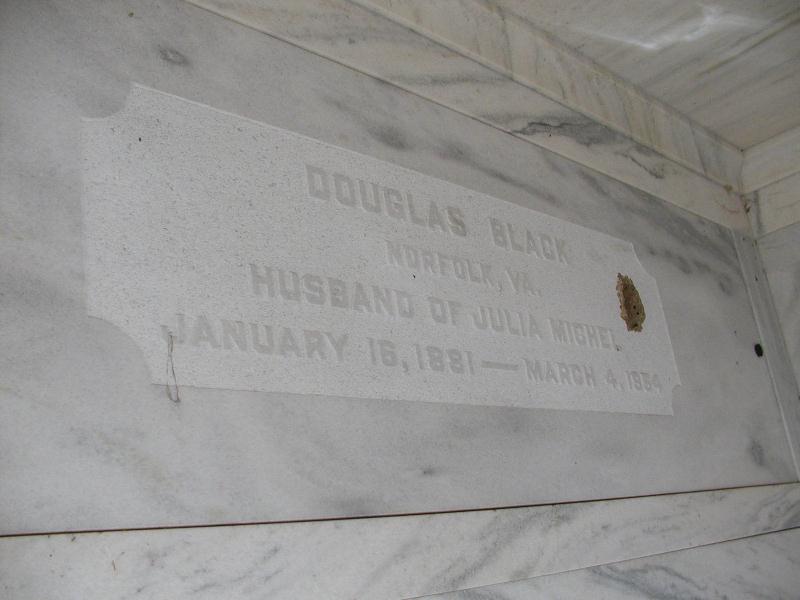 DOUGLAS BLACK
NORFOLK, VA.
HUSBAND OF JULIA MICHEL
JANUARY 16, 1881 — MARCH 4, 1954